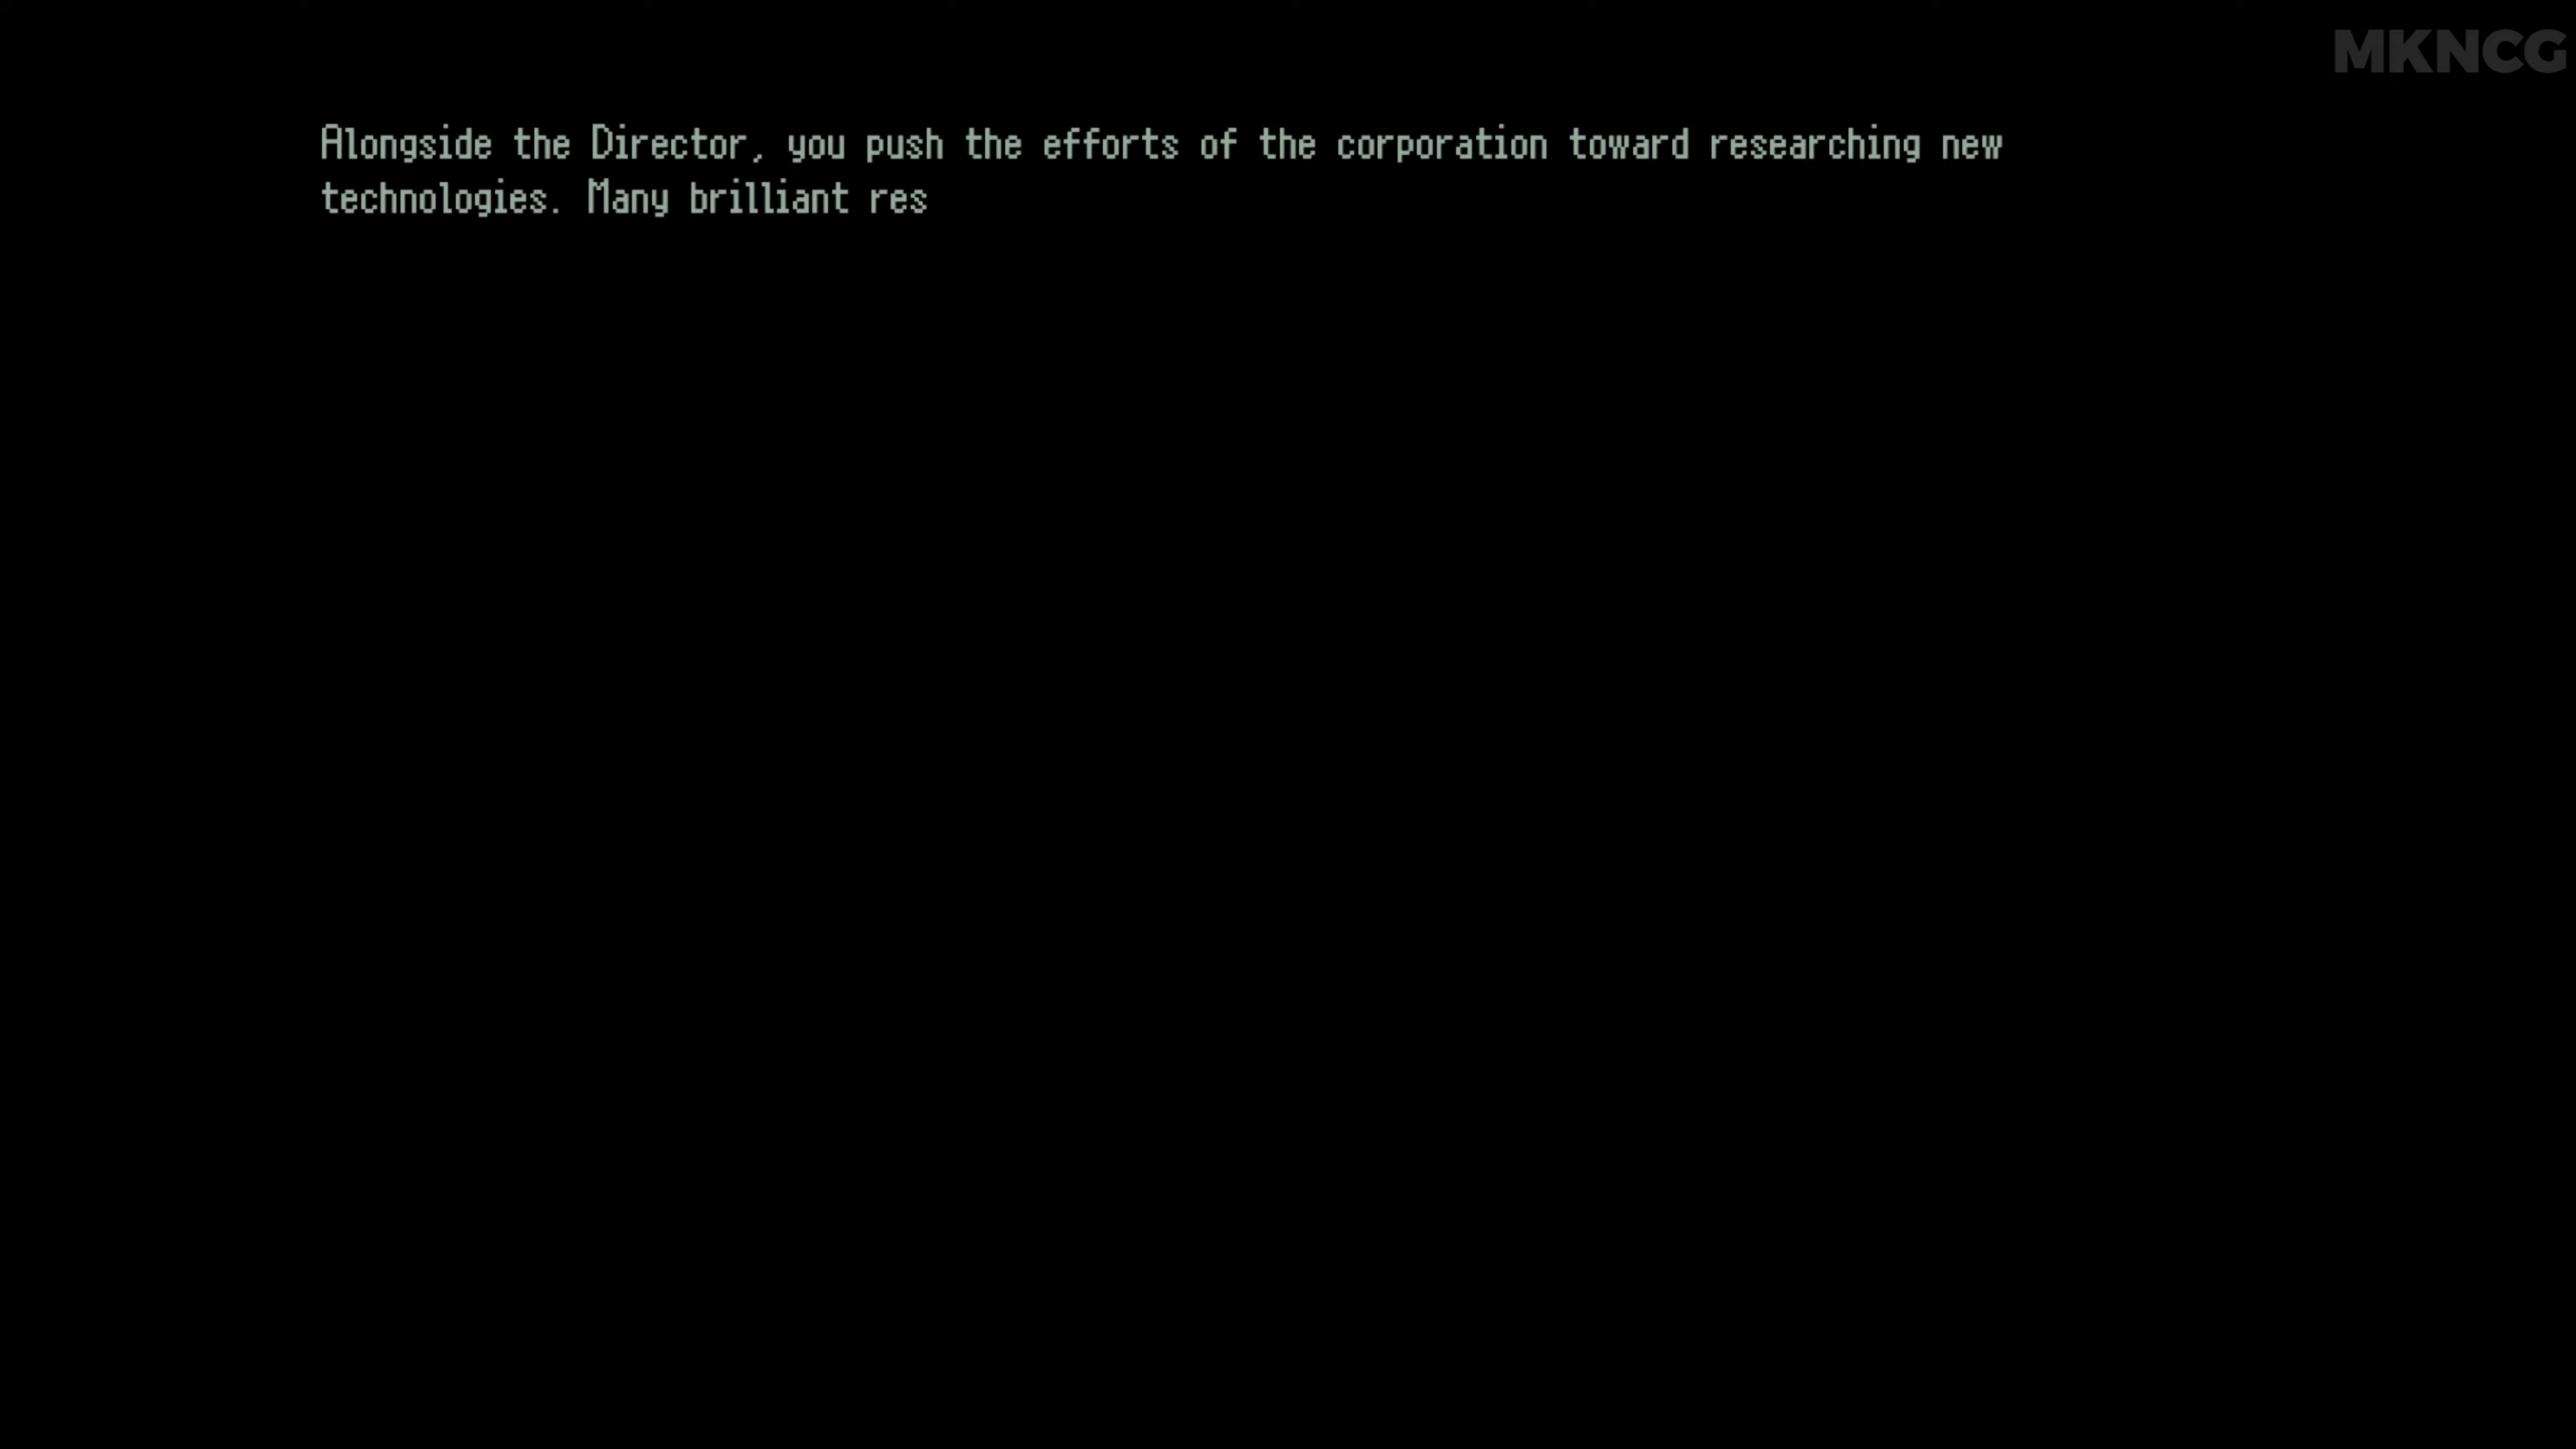 MKNCG
Alongside the Director, you push the efforts of the corporation toward researching new
technologies. Many brilliant res